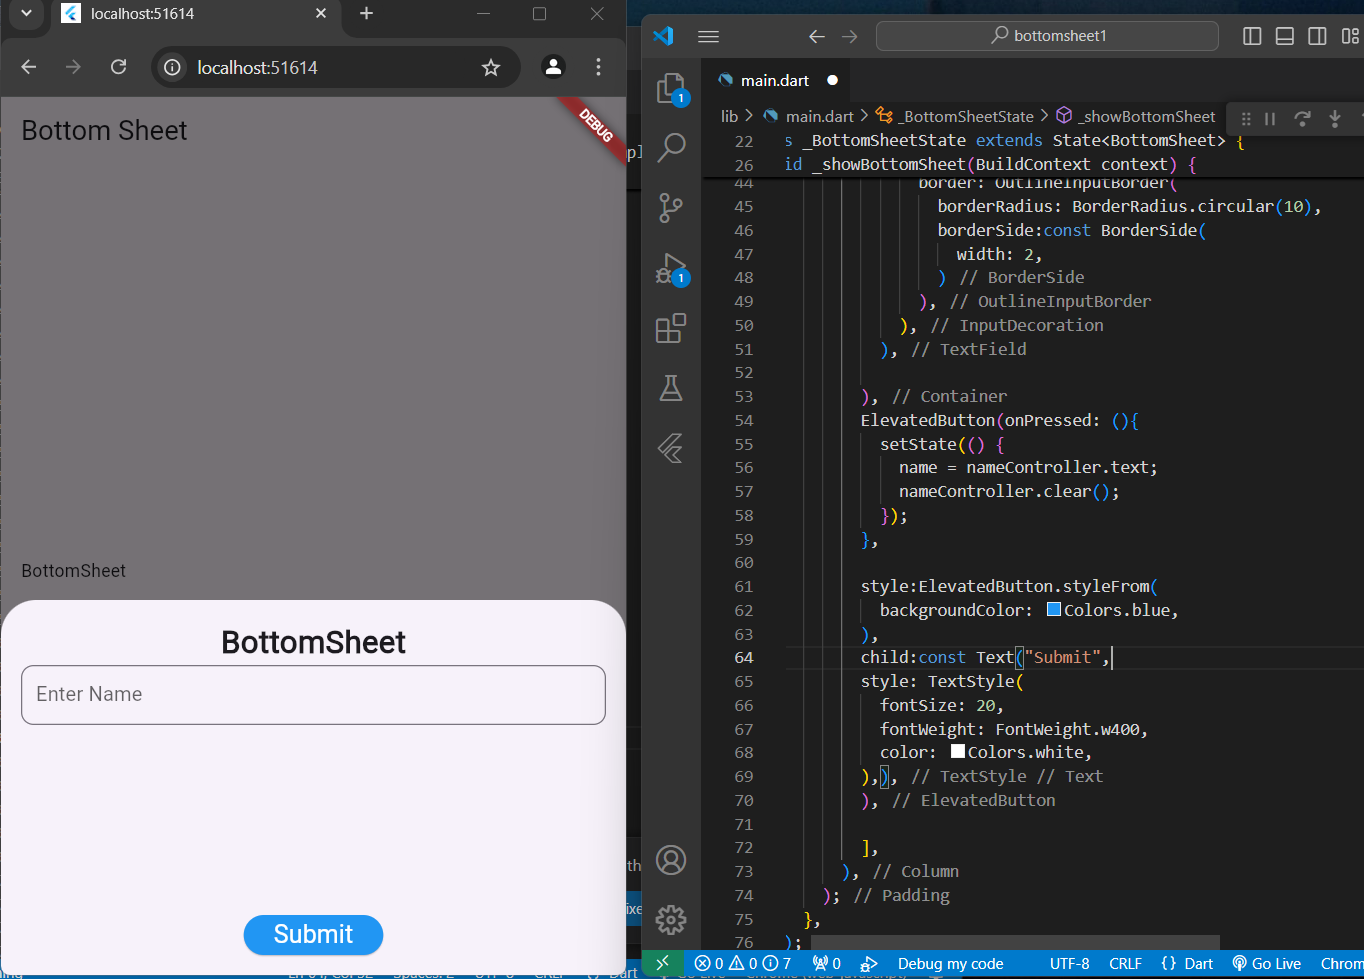 localhost:51614
localhost:51614
Bottom Sheet
DEBUG
BottomSheet
BottomSheet
Enter Name
Submit
bottomsheet1
main.dart
lib > main.dart > _BottomSheetState > _showBottomSheet
22 s _BottomSheetState extends State<BottomSheet> {
26 id _showBottomSheet(BuildContext context) {
44 border: OutlineInputBorder(
45 borderRadius: BorderRadius.circular(10),
46 borderSide:const BorderSide(
47 width: 2,
48 ) // BorderSide
49 ), // OutlineInputBorder
50 ), // InputDecoration
51 ), // TextField
52
53 ), // Container
54 ElevatedButton(onPressed: (){
55 setState(() {
56 name = nameController.text;
57 nameController.clear();
58 });
59 },
60
61 style:ElevatedButton.styleFrom(
62 backgroundColor: Colors.blue,
63 ),
64 child:const Text("Submit",
65 style: TextStyle(
66 fontSize: 20,
67 fontWeight: FontWeight.w400,
68 color: Colors.white,
69 ),), // TextStyle // Text
70 ), // ElevatedButton
71
72 ],
73 ), // Column
74 ); // Padding
75 },
76 );
1
1
0 0 7 0 Debug my code UTF-8 CRLF {} Dart Go Live Chrom